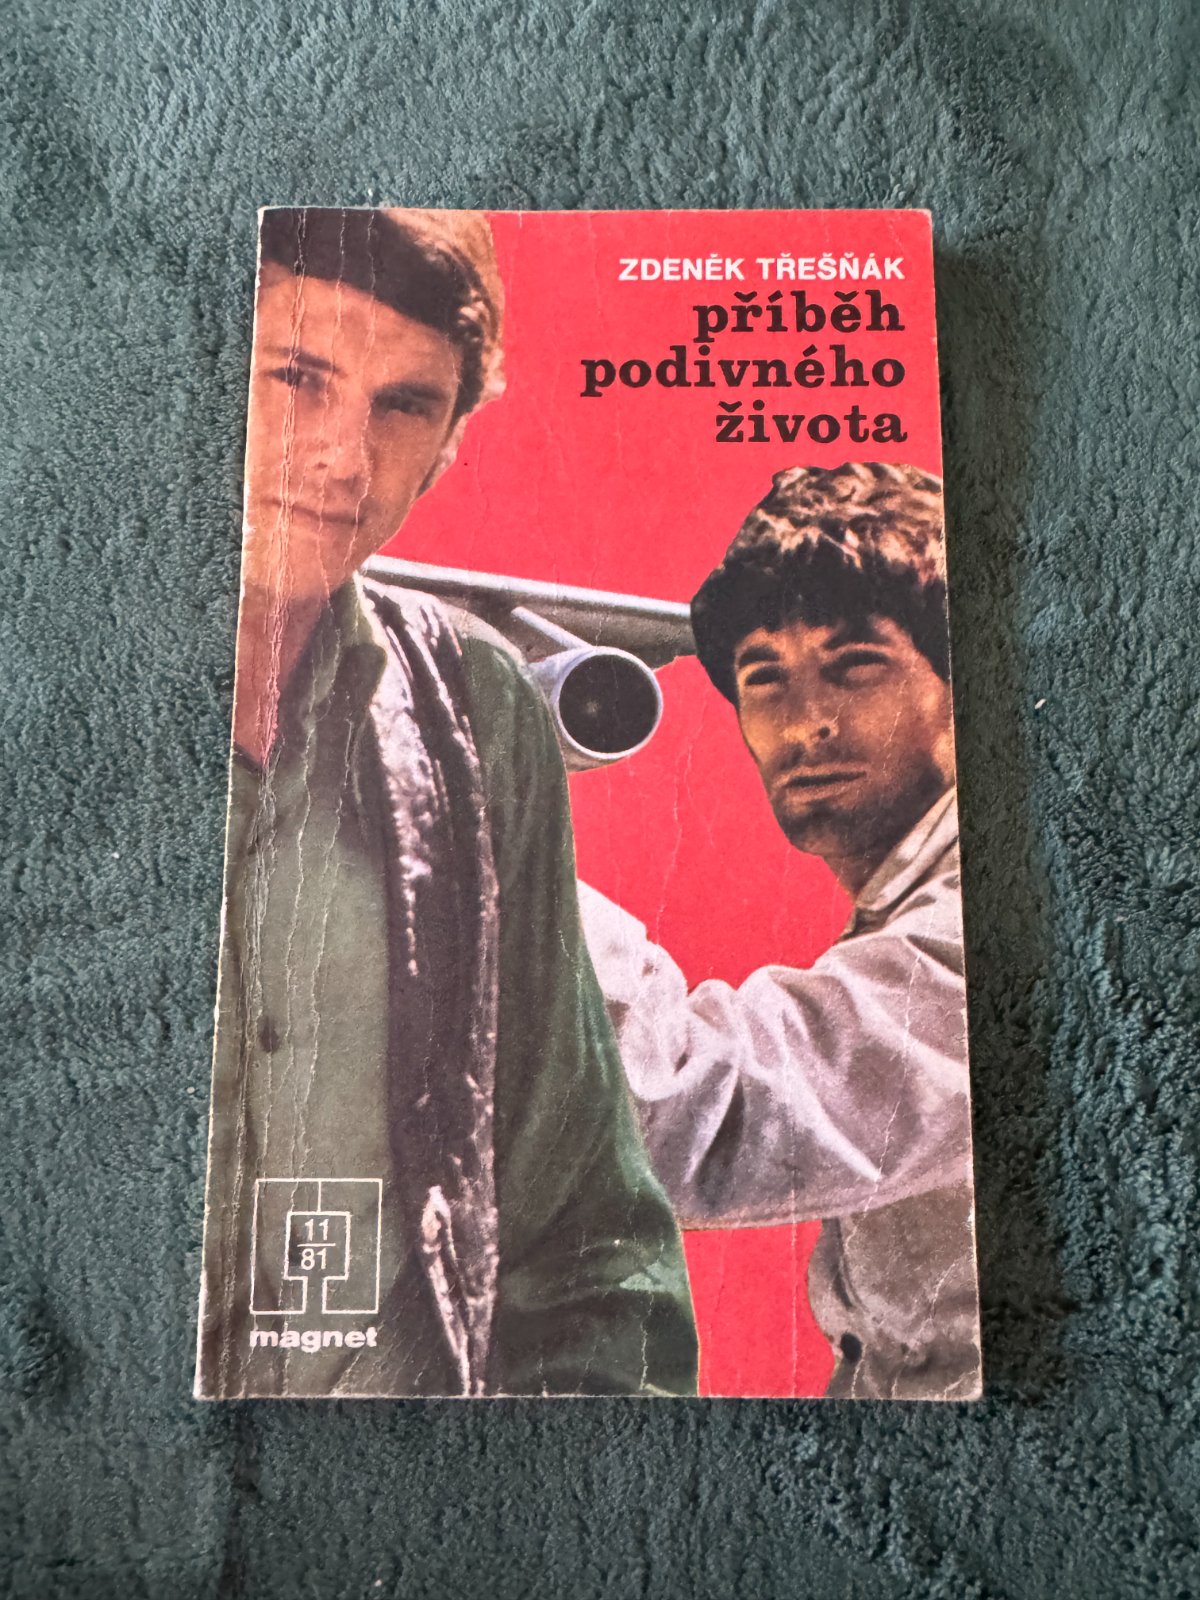 ZDENĚK TŘEŠŇÁK
příběh
podivného
života
11
81
magnet